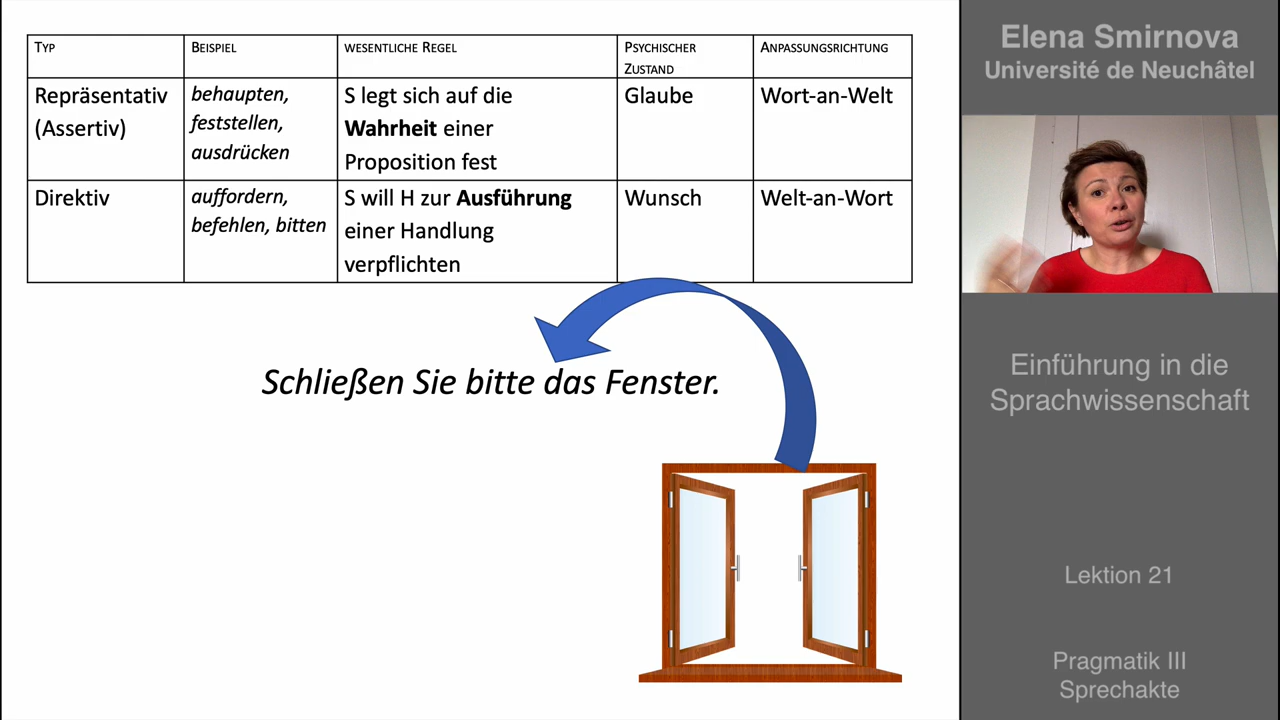 Typ
Beispiel
wesentliche Regel
Psychischer
Zustand
Anpassungsrichtung
Repräsentativ
(Assertiv)
behaupten,
feststellen,
ausdrücken
S legt sich auf die
Wahrheit einer
Proposition fest
Glaube
Wort-an-Welt
Direktiv
auffordern,
befehlen, bitten
S will H zur Ausführung
einer Handlung
verpflichten
Wunsch
Welt-an-Wort
Schließen Sie bitte das Fenster.
Elena Smirnova
Université de Neuchâtel
Einführung in die
Sprachwissenschaft
Lektion 21
Pragmatik III
Sprechakte